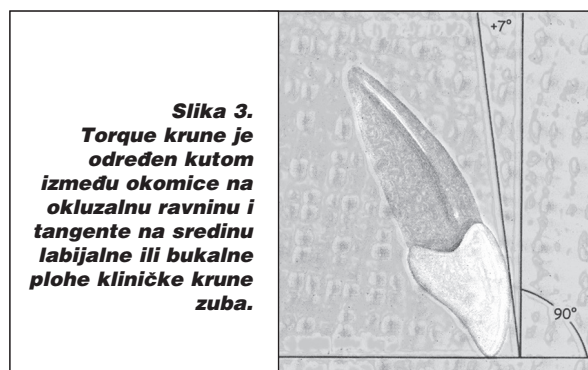 Slika 3.
Torque krune je
određen kutom
između okomice na
okluzalnu ravninu i
tangente na sredinu
labijalne ili bukalne
plohe kliničke krune
zuba.
+7°
90°